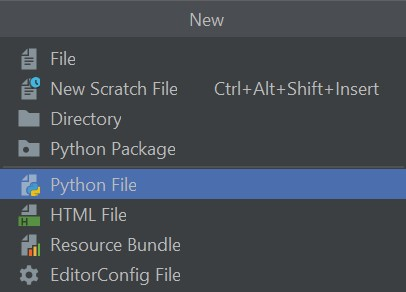 New
File
New Scratch File Ctrl+Alt+Shift+Insert
Directory
Python Package
Python File
H HTML File
Resource Bundle
EditorConfig File